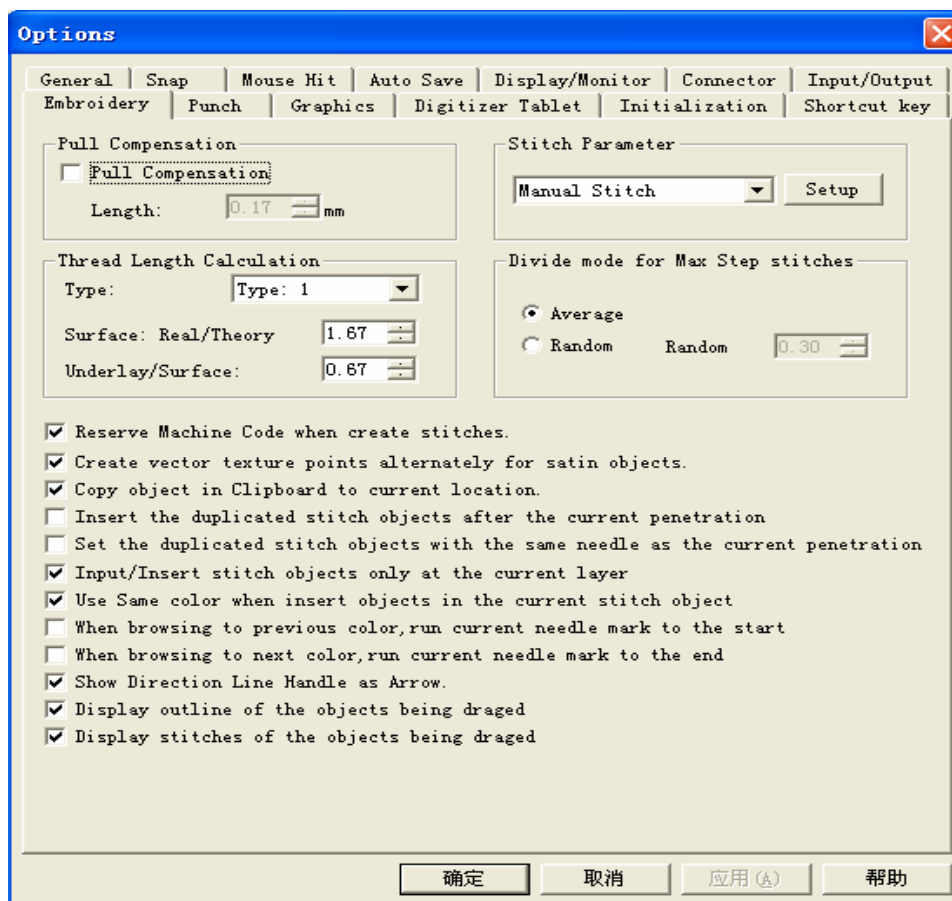 Options
General Snap Mouse Hit Auto Save Display/Monitor Connector Input/Output
Embroidery Punch Graphics Digitizer Tablet Initialization Shortcut key
Pull Compensation
Pull Compensation
Length: 0.17 mm
Stitch Parameter
Manual Stitch Setup
Thread Length Calculation
Type: Type: 1
Surface: Real/Theory 1.67
Underlay/Surface: 0.67
Divide mode for Max Step stitches
Average
Random Random 0.30
Reserve Machine Code when create stitches.
Create vector texture points alternately for satin objects.
Copy object in Clipboard to current location.
Insert the duplicated stitch objects after the current penetration
Set the duplicated stitch objects with the same needle as the current penetration
Input/Insert stitch objects only at the current layer
Use Same color when insert objects in the current stitch object
When browsing to previous color,run current needle mark to the start
When browsing to next color,run current needle mark to the end
Show Direction Line Handle as Arrow.
Display outline of the objects being draged
Display stitches of the objects being draged
确定 取消 应用(A) 帮助